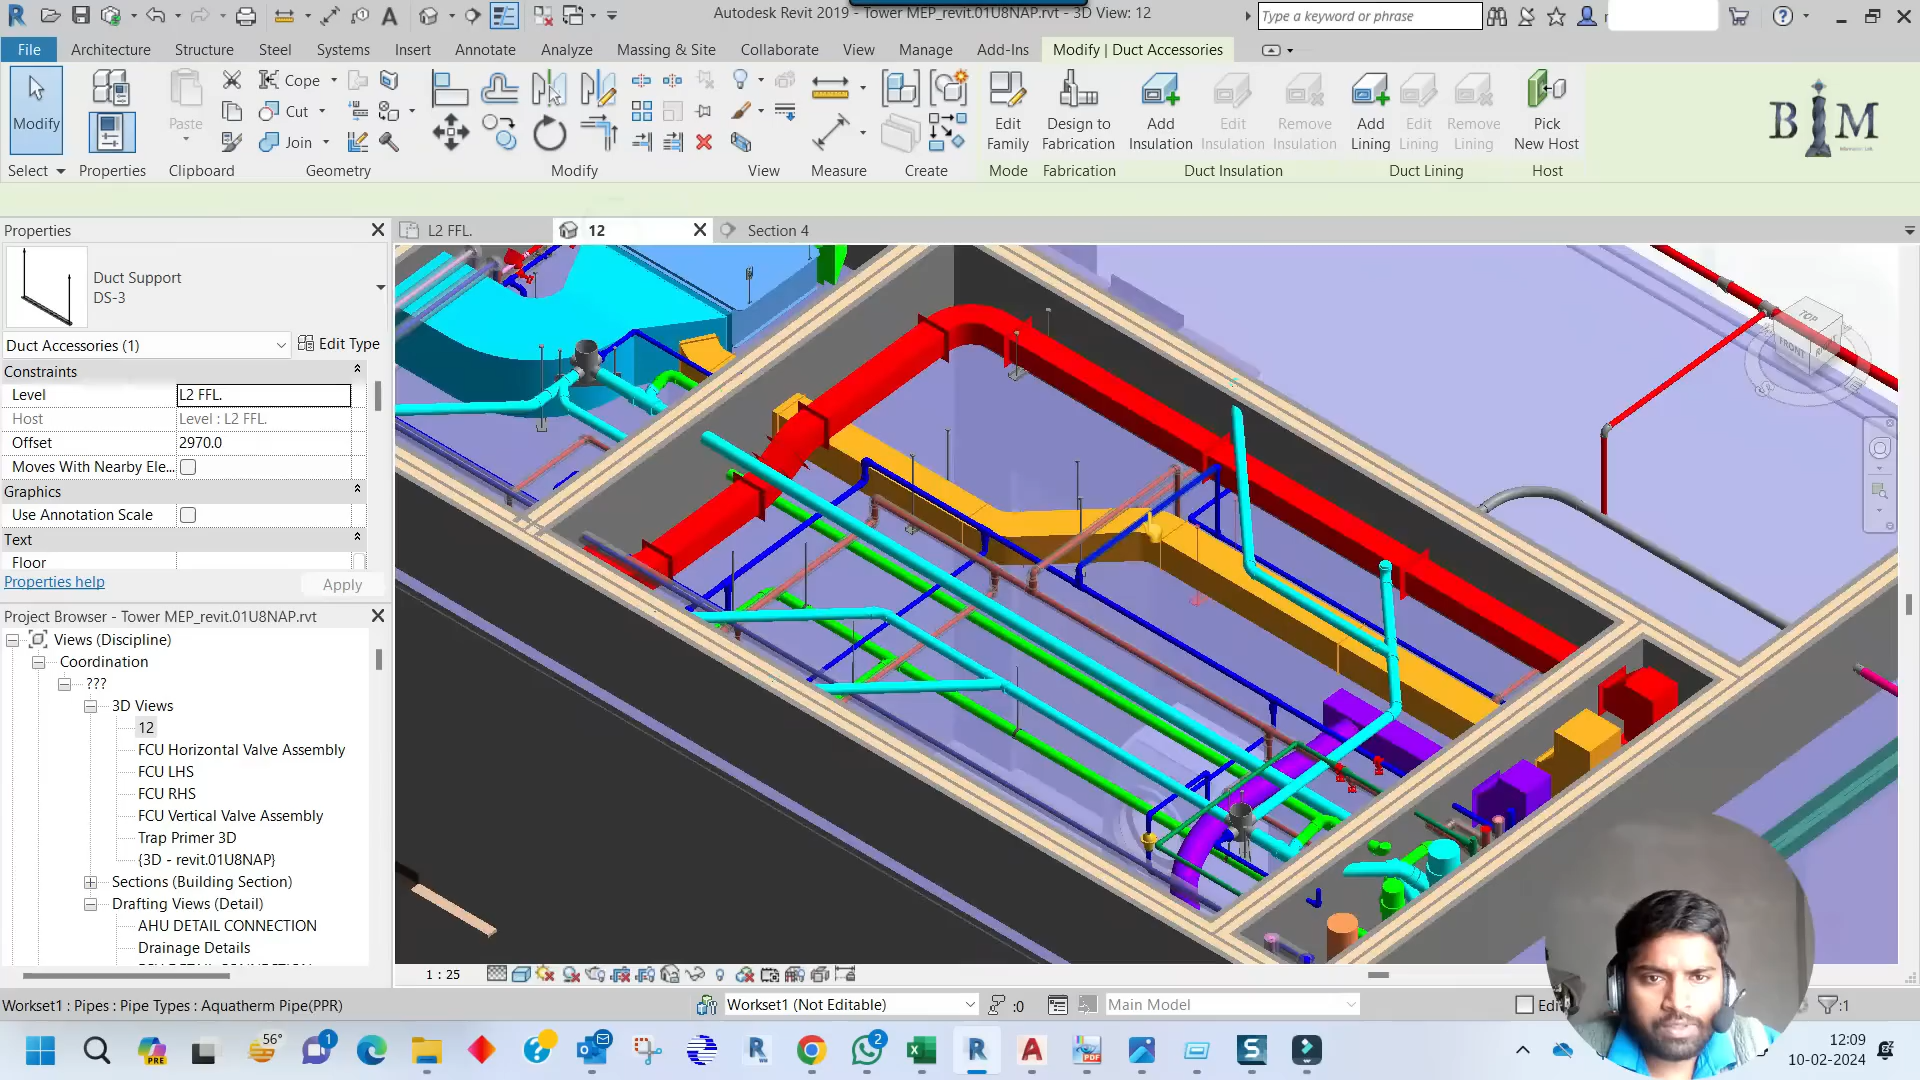 Autodesk Revit 2019 - Tower MEP_revit.01U8NAP.rvt - 3D View: 12
Type a keyword or phrase
File Architecture Structure Steel Systems Insert Annotate Analyze Massing & Site Collaborate View Manage Add-Ins Modify | Duct Accessories
Modify
Paste
Cope
Cut
Join
Edit Family
Design to Fabrication
Add Insulation
Edit Insulation
Remove Insulation
Add Lining
Edit Lining
Remove Lining
Pick New Host
BIM
Select Properties Clipboard Geometry Modify View Measure Create Mode Fabrication Duct Insulation Duct Lining Host
Properties
L2 FFL.
12
Section 4
Duct Support
DS-3
Duct Accessories (1)
Edit Type
Constraints
Level L2 FFL.
Host Level : L2 FFL.
Offset 2970.0
Moves With Nearby Ele...
Graphics
Use Annotation Scale
Text
Floor
Properties help
Apply
TOP
FRONT
Project Browser - Tower MEP_revit.01U8NAP.rvt
Views (Discipline)
Coordination
???
3D Views
12
FCU Horizontal Valve Assembly
FCU LHS
FCU RHS
FCU Vertical Valve Assembly
Trap Primer 3D
{3D - revit.01U8NAP}
Sections (Building Section)
Drafting Views (Detail)
AHU DETAIL CONNECTION
Drainage Details
1 : 25
Workset1 : Pipes : Pipe Types : Aquatherm Pipe(PPR)
Workset1 (Not Editable)
:0
Main Model
:1
PRE
56°
1
2
PDF
12:09
10-02-2024